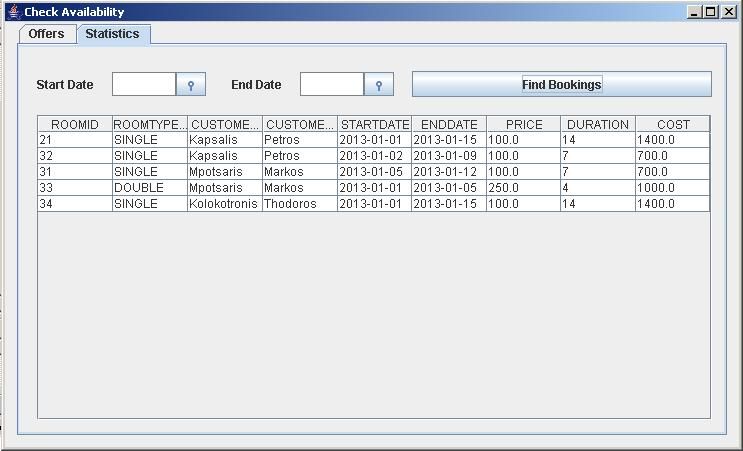 Check Availability
Offers Statistics
Start Date End Date Find Bookings
ROOMID ROOMTYPE... CUSTOME... CUSTOME... STARTDATE ENDDATE PRICE DURATION COST
21 SINGLE Kapsalis Petros 2013-01-01 2013-01-15 100.0 14 1400.0
32 SINGLE Kapsalis Petros 2013-01-02 2013-01-09 100.0 7 700.0
31 SINGLE Mpotsaris Markos 2013-01-05 2013-01-12 100.0 7 700.0
33 DOUBLE Mpotsaris Markos 2013-01-01 2013-01-05 250.0 4 1000.0
34 SINGLE Kolokotronis Thodoros 2013-01-01 2013-01-15 100.0 14 1400.0